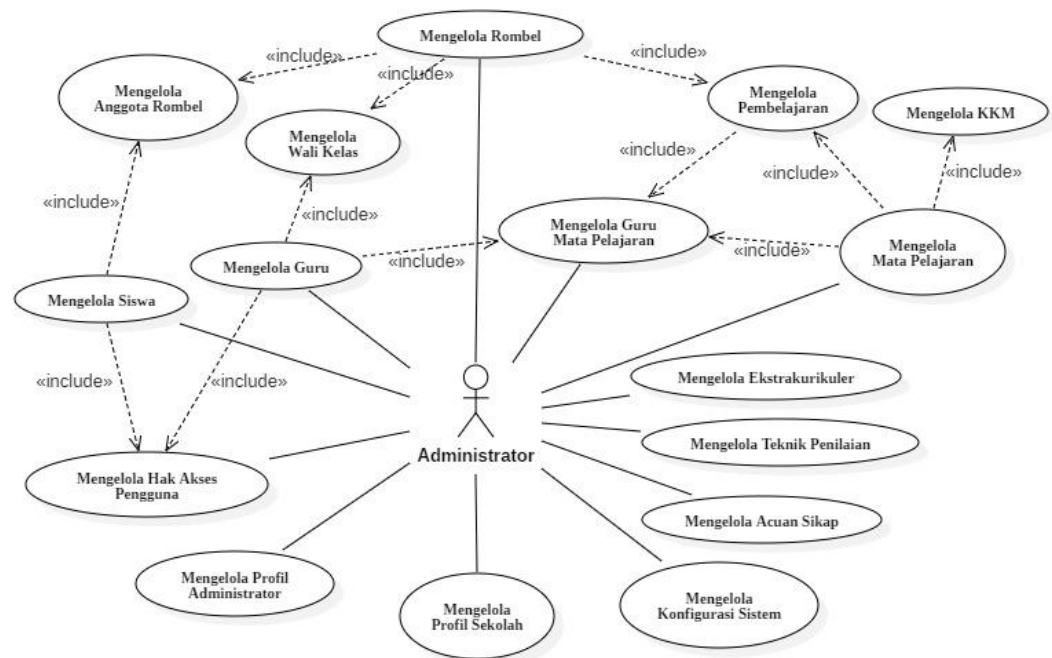 Mengelola Rombel
«include»
«include»
«include»
Mengelola
Anggota Rombel
Mengelola
Pembelajaran
Mengelola KKM
Mengelola
Wali Kelas
«include»
«include»
«include»
«include»
«include»
Mengelola Guru
Mata Pelajaran
Mengelola Guru
«include»
«include»
Mengelola
Mata Pelajaran
Mengelola Siswa
«include»
«include»
Mengelola Ekstrakurikuler
Administrator
Mengelola Teknik Penilaian
Mengelola Hak Akses
Pengguna
Mengelola Acuan Sikap
Mengelola Profil
Administrator
Mengelola
Profil Sekolah
Mengelola
Konfigurasi Sistem